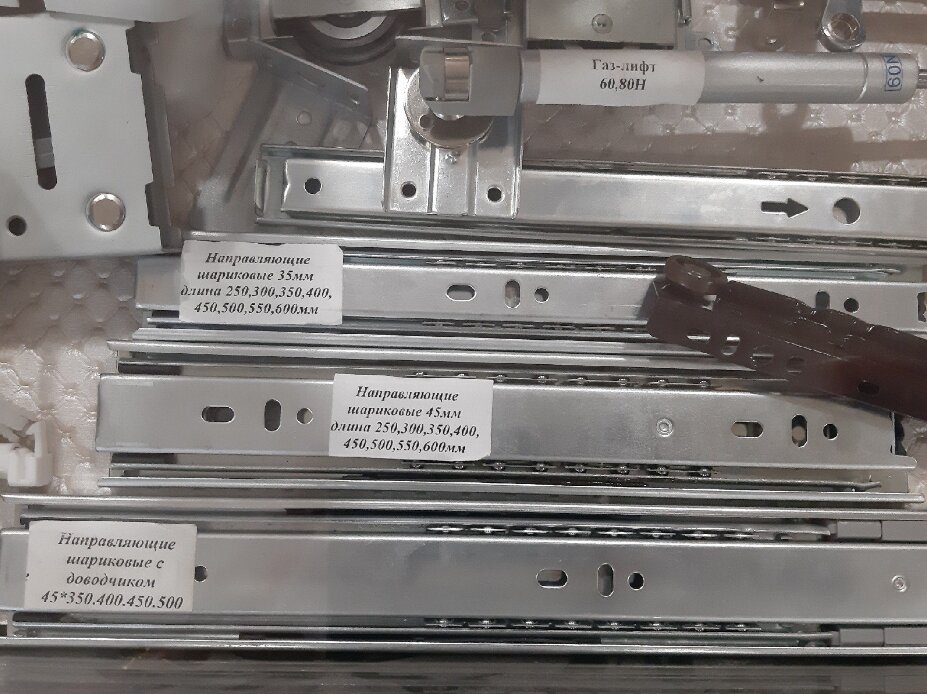 Газ-лифт
60,80Н
60N
Направляющие
шариковые 35мм
длина 250,300,350,400,
450,500,550,600мм
Направляющие
шариковые 45мм
длина 250,300,350,400,
450,500,550,600мм
Направляющие
шариковые с
доводчиком
45*350.400.450.500